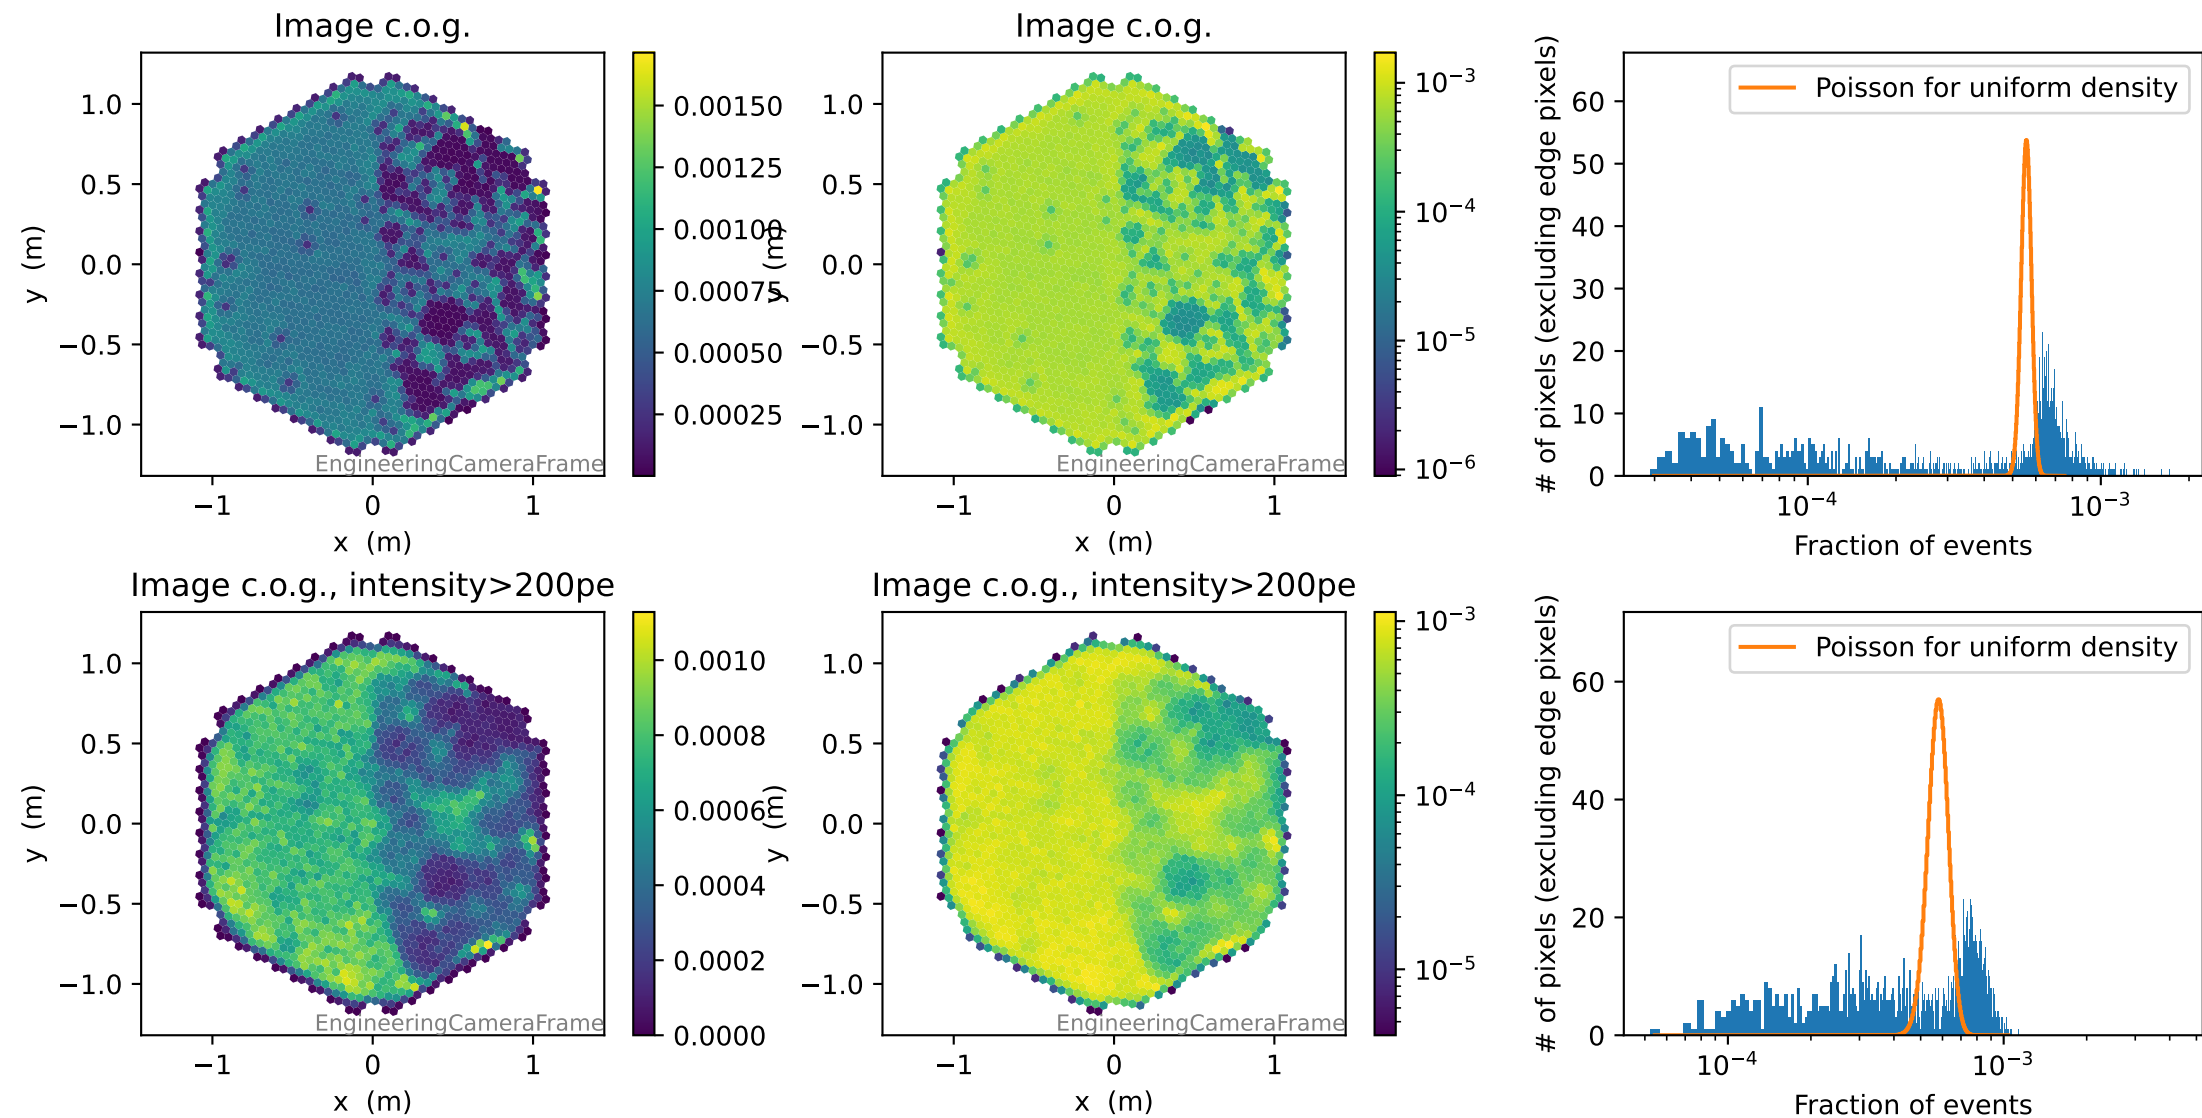 Image c.o.g.
1.0
0.5
0.0
−0.5
−1.0
y (m)
−1 0 1
x (m)
EngineeringCameraFrame
0.00150
0.00125
0.00100
0.00075
0.00050
0.00025
Image c.o.g.
1.0
0.5
0.0
−0.5
−1.0
y (m)
−1 0 1
x (m)
EngineeringCameraFrame
10⁻³
10⁻⁴
10⁻⁵
10⁻⁶
# of pixels (excluding edge pixels)
60
50
40
30
20
10
0
Poisson for uniform density
10⁻⁴ 10⁻³
Fraction of events
Image c.o.g., intensity>200pe
1.0
0.5
0.0
−0.5
−1.0
y (m)
−1 0 1
x (m)
EngineeringCameraFrame
0.0010
0.0008
0.0006
0.0004
0.0002
0.0000
Image c.o.g., intensity>200pe
1.0
0.5
0.0
−0.5
−1.0
y (m)
−1 0 1
x (m)
EngineeringCameraFrame
10⁻³
10⁻⁴
10⁻⁵
# of pixels (excluding edge pixels)
60
40
20
0
Poisson for uniform density
10⁻⁴ 10⁻³
Fraction of events